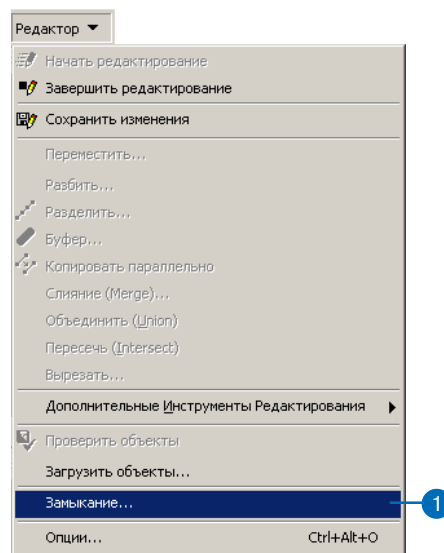 Редактор
Начать редактирование
Завершить редактирование
Сохранить изменения
Переместить...
Разбить...
Разделить...
Буфер...
Копировать параллельно
Слияние (Merge)...
Объединить (Union)
Пересечь (Intersect)
Вырезать...
Дополнительные Инструменты Редактирования
Проверить объекты
Загрузить объекты...
Замыкание... 1
Опции... Ctrl+Alt+O